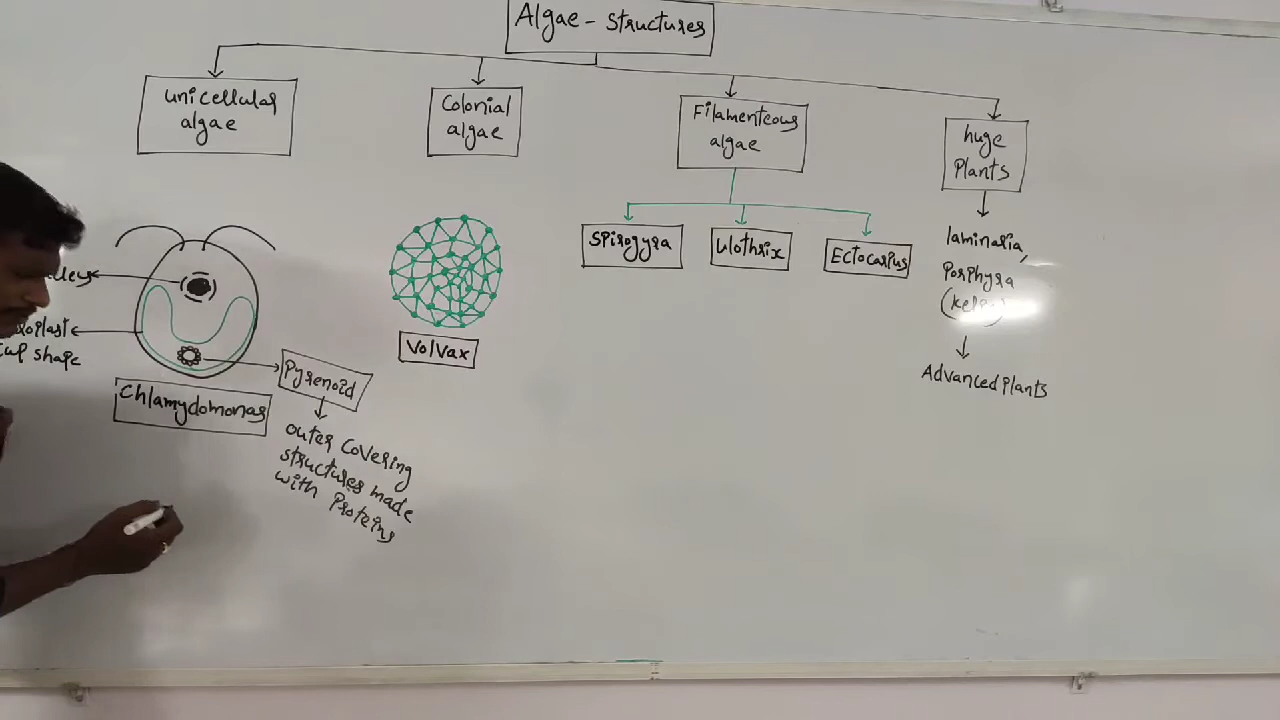 Algae - structures
unicellular
algae
Colonial
algae
Filamenteous
algae
huge
Plants
Spirogyra
Ulothrix
Ectocarpus
laminaria,
Porphyra
Advanced Plants
cup shape
Pyrenoid
Chlamydomonas
Volvax
outer covering
structures made
with Proteins